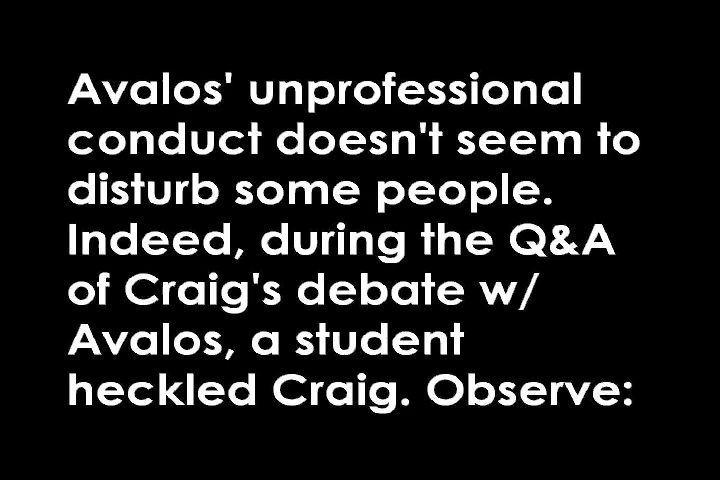 Avalos' unprofessional
conduct doesn't seem to
disturb some people.
Indeed, during the Q&A
of Craig's debate w/
Avalos, a student
heckled Craig. Observe: